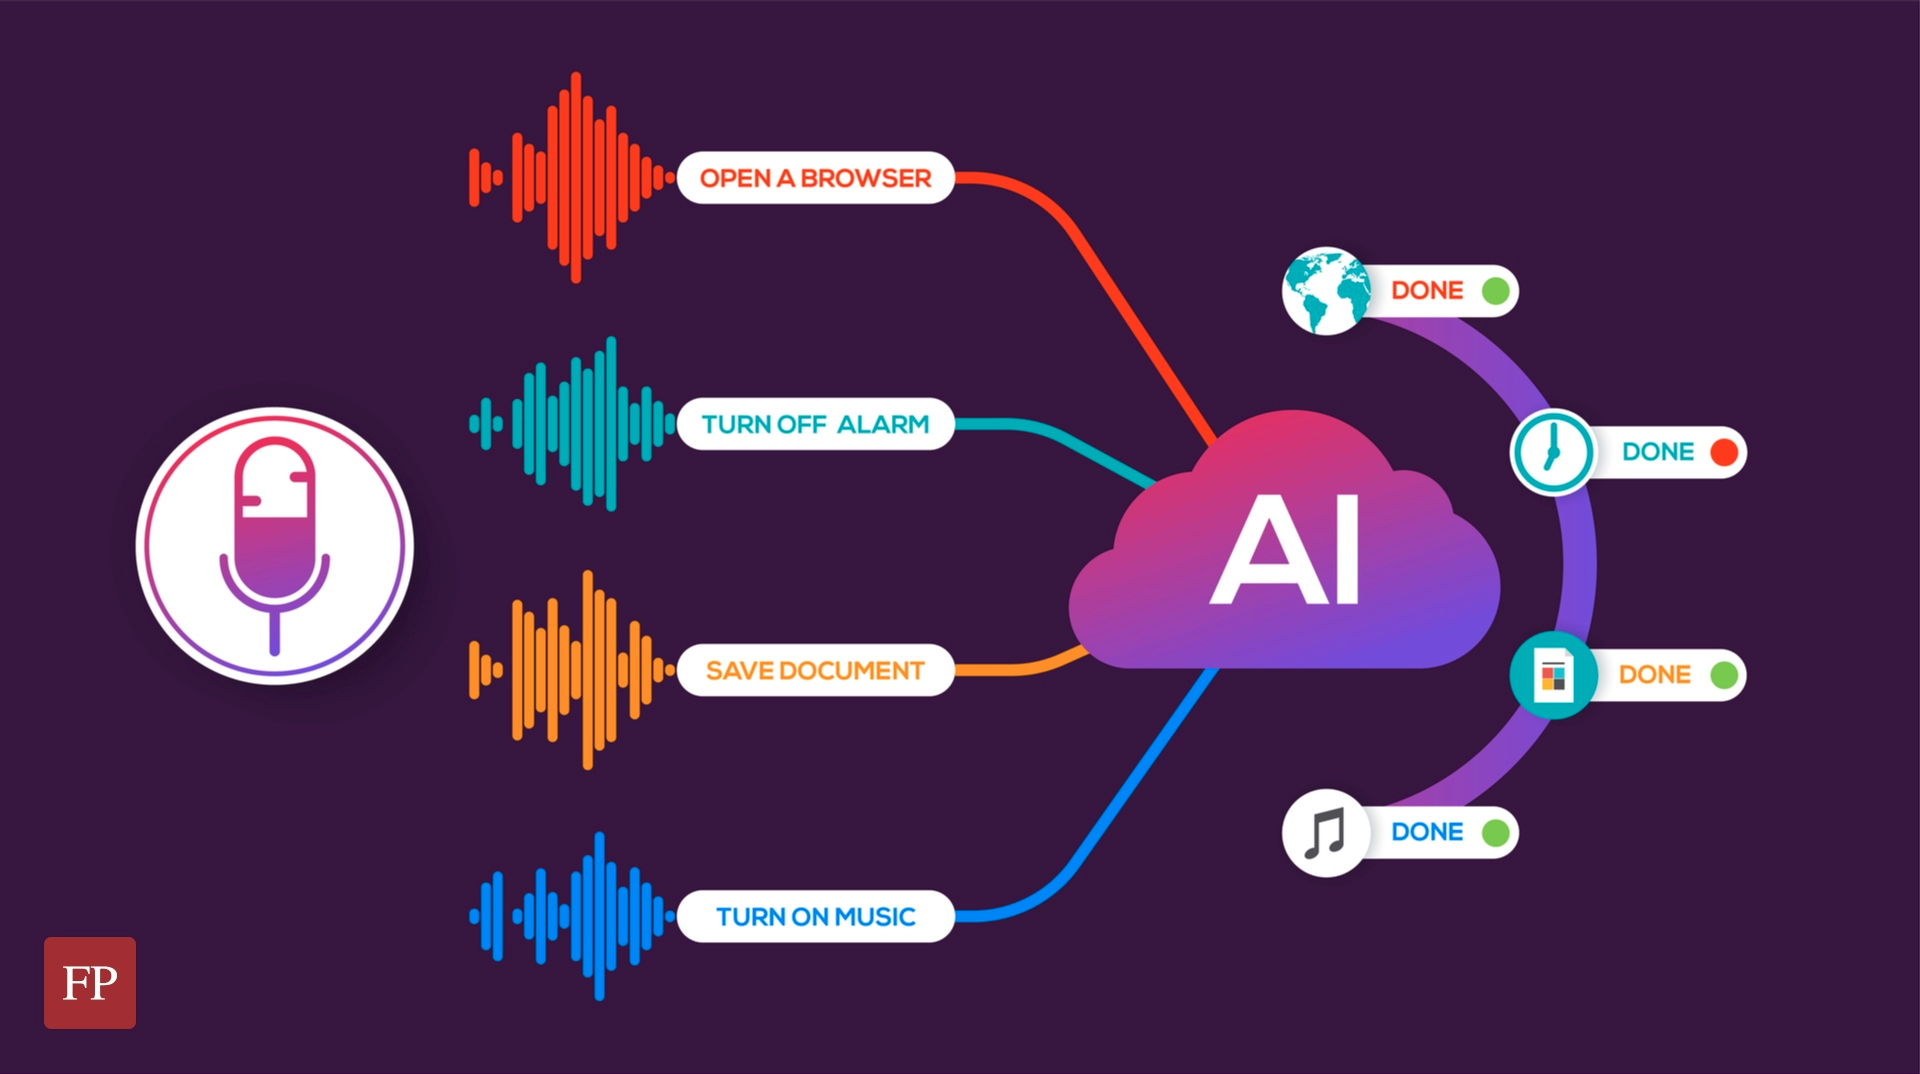 OPEN A BROWSER
TURN OFF ALARM
SAVE DOCUMENT
TURN ON MUSIC
AI
DONE
DONE
DONE
DONE
FP